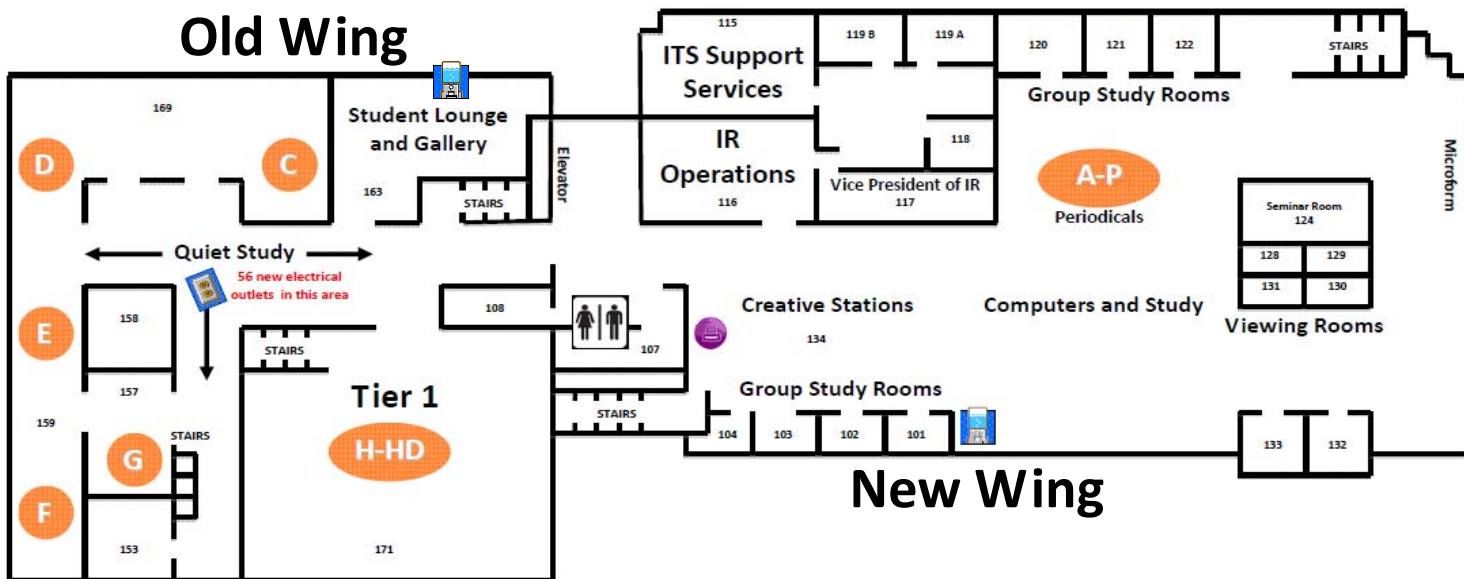 Old Wing
115
ITS Support
Services
119 B
119 A
120
121
122
STAIRS
Group Study Rooms
169
Student Lounge
and Gallery
D
C
163
STAIRS
Elevator
IR
Operations
116
118
Vice President of IR
117
A-P
Periodicals
Microform
Seminar Room
124
128
129
131
130
Viewing Rooms
Quiet Study
56 new electrical
outlets in this area
158
E
108
107
Creative Stations
134
Computers and Study
STAIRS
157
159
Tier 1
H-HD
171
STAIRS
G
F
153
STAIRS
Group Study Rooms
104
103
102
101
133
132
New Wing